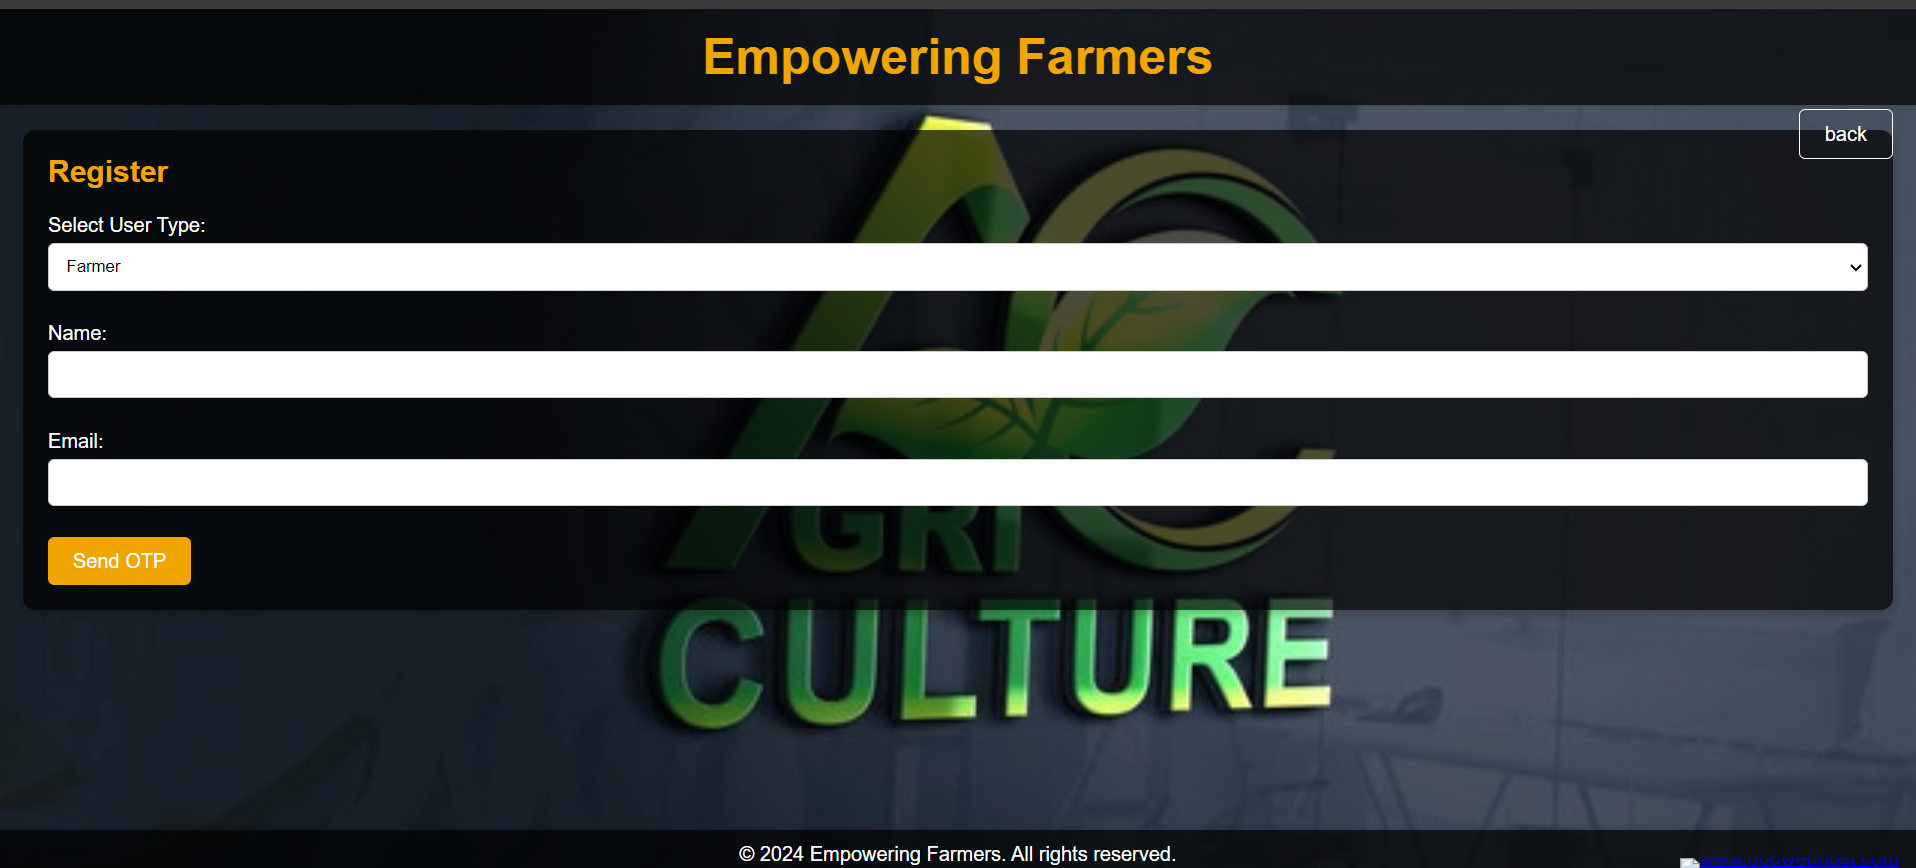 Empowering Farmers
back
Register
Select User Type:
Farmer
Name:
Email:
Send OTP
GRI
CULTURE
© 2024 Empowering Farmers. All rights reserved.